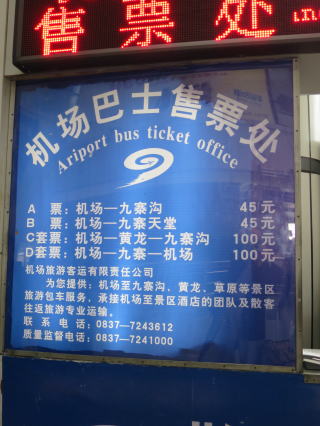 售票处
机场巴士售票处
Ariport bus ticket office
A 票：机场—九寨沟 45元
B 票：机场—九寨天堂 45元
C套票：机场—黄龙—九寨沟 100元
D套票：机场—九寨—机场 100元
机场旅游客运有限责任公司
为您提供：机场至九寨沟、黄龙、草原等景区
旅游包车服务、承接机场至景区酒店的团队及散客
往返旅游专业运输。
联系电话：0837—7243612
质量监督电话：0837—7241000